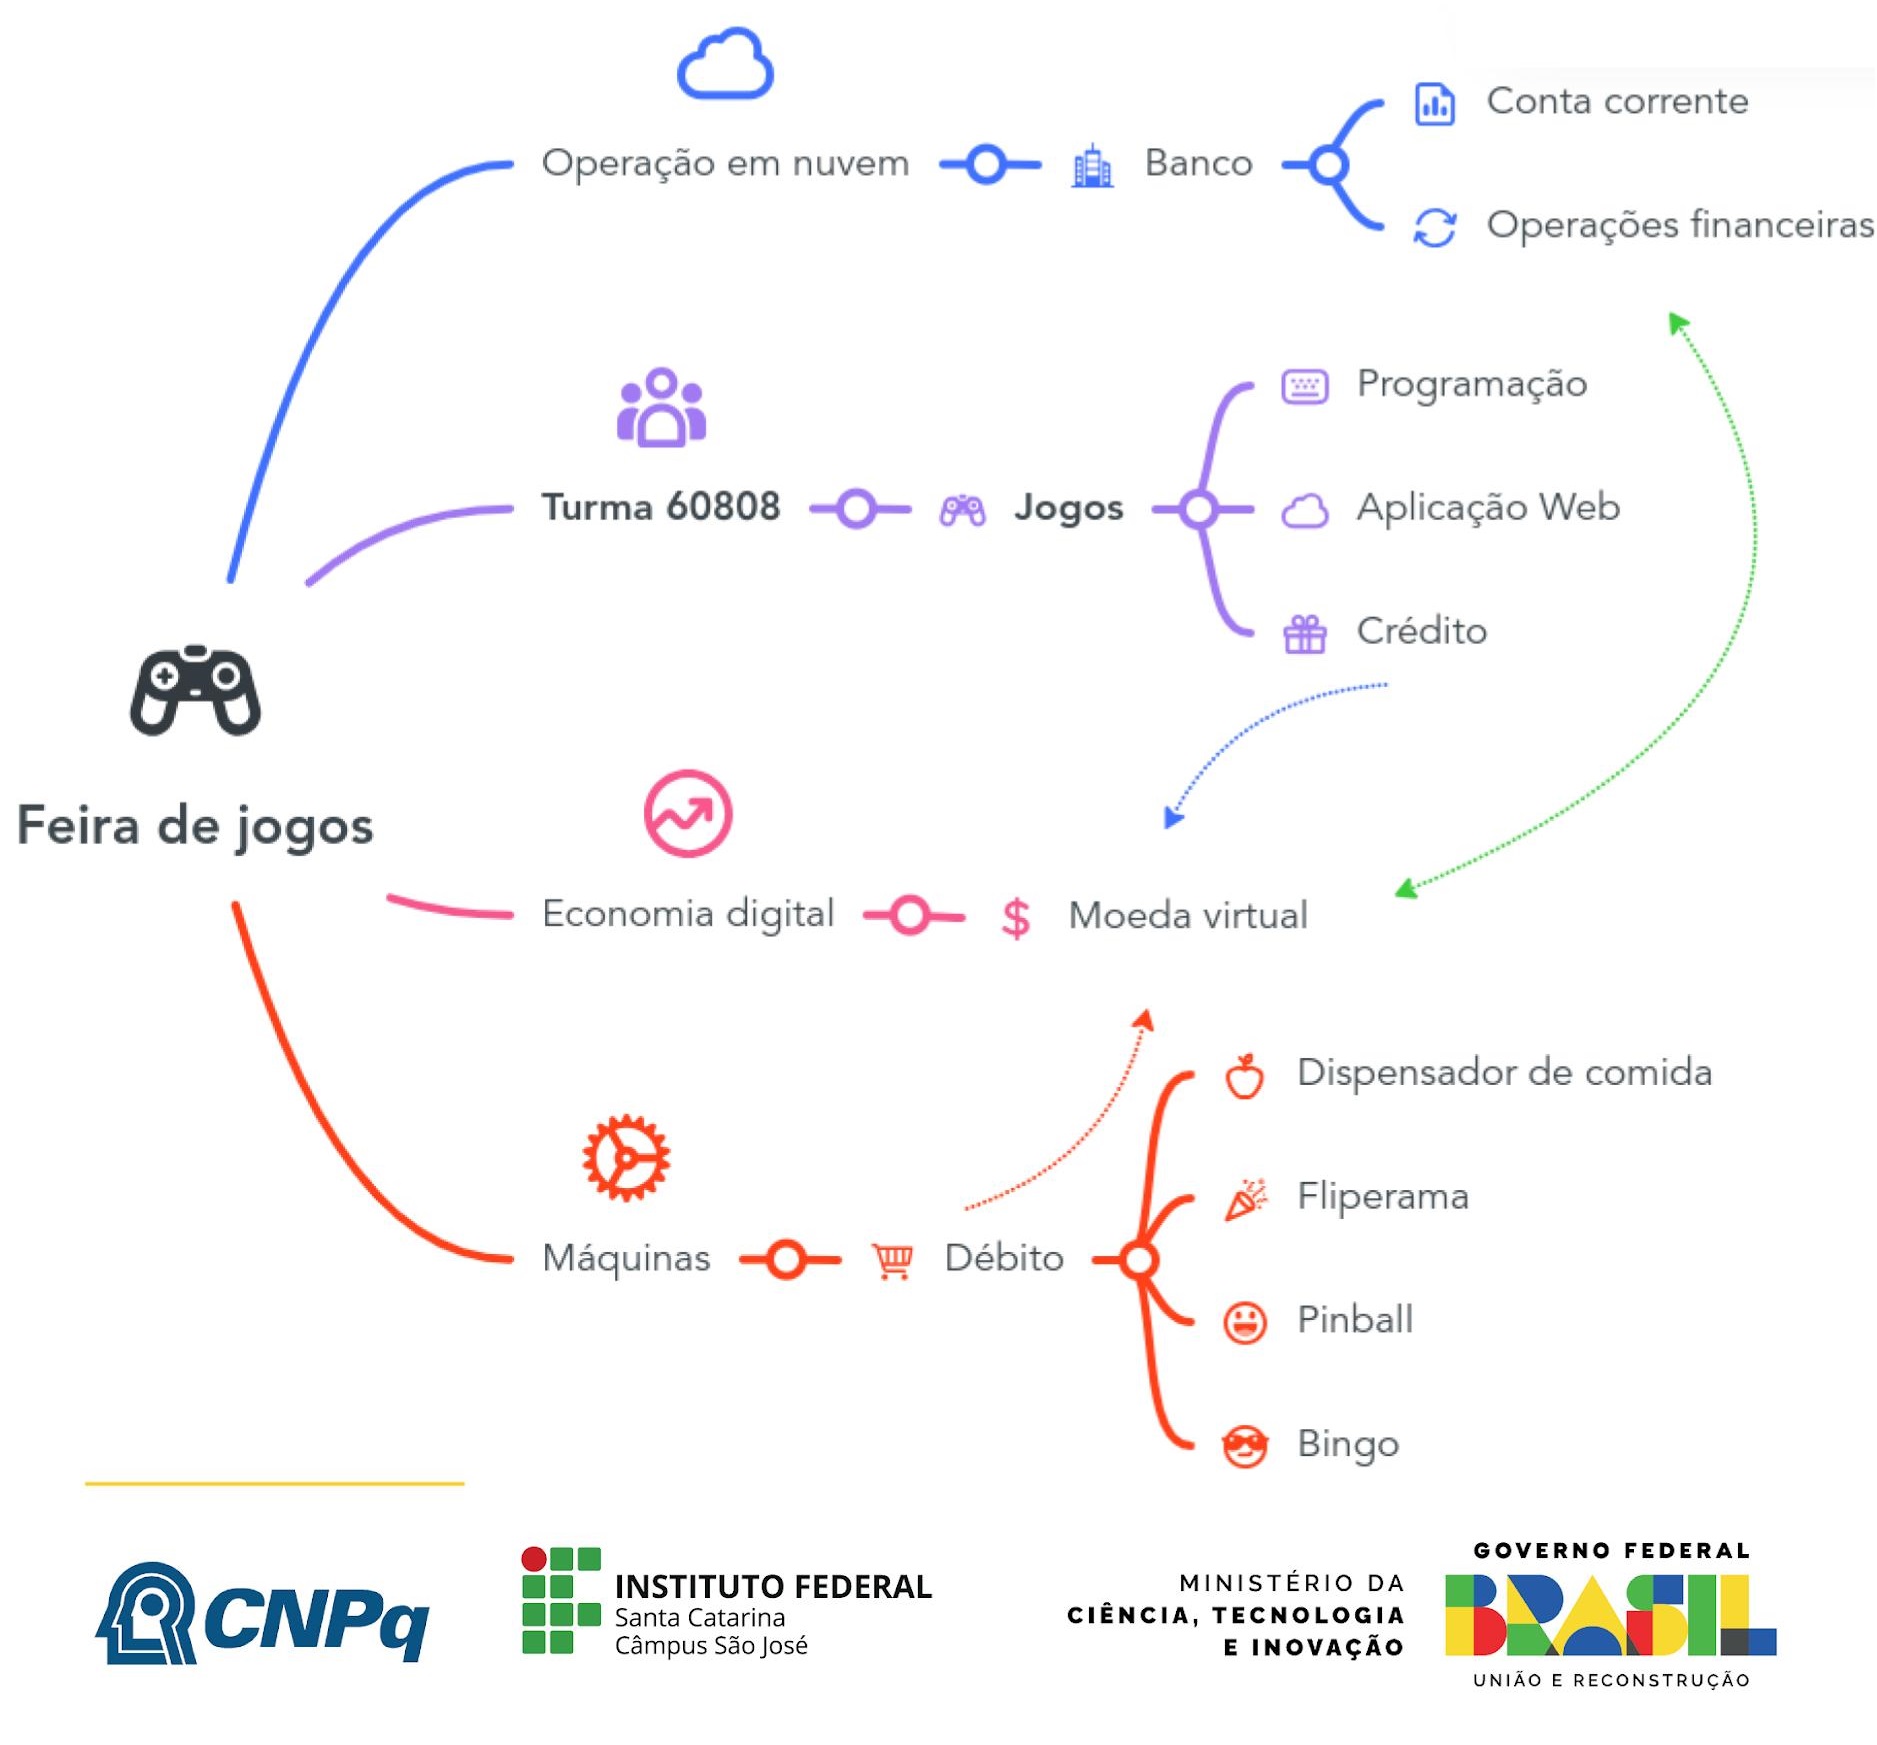 Conta corrente
Operação em nuvem
Banco
Operações financeiras
Programação
Turma 60808
Jogos
Aplicação Web
Crédito
Feira de jogos
Economia digital
$
Moeda virtual
Dispensador de comida
Fliperama
Máquinas
Débito
Pinball
Bingo
CNPq
INSTITUTO FEDERAL
Santa Catarina
Câmpus São José
MINISTÉRIO DA
CIÊNCIA, TECNOLOGIA
E INOVAÇÃO
GOVERNO FEDERAL
BRASIL
UNIÃO E RECONSTRUÇÃO